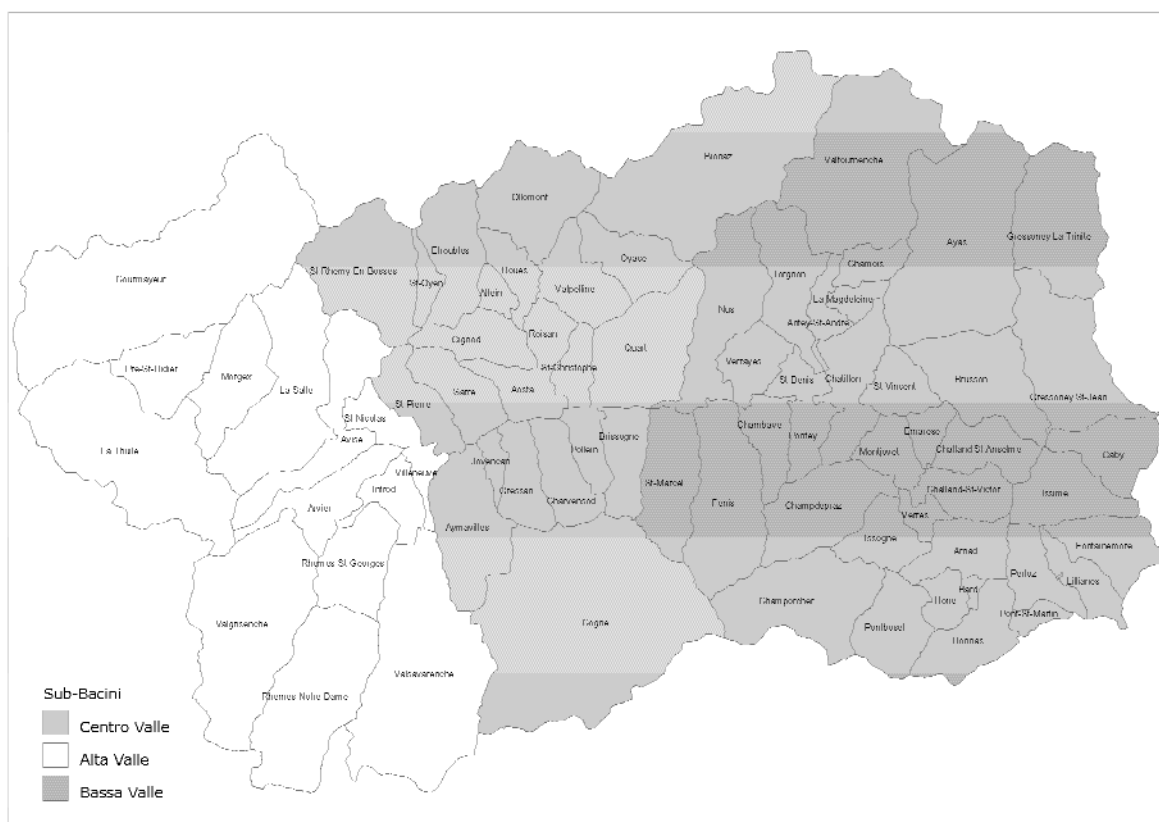 Bionaz
Valtournenche
Ollomont
Gressoney La Trinite
Ayas
Etroubles
St Rhemy En Bosses
Oyace
Chamois
Torgnon
Doues
Courmayeur
St-Oyen
Valpelline
Allein
La Magdeleine
Nus
Antey-St-André
Roisan
Gignod
Quart
Verrayes
St-Christophe
Pre-St-Didier
Morgex
St Denis
Chatillon
Brusson
La Salle
Sarre
Aosta
St Vincent
St Pierre
Gressoney St-Jean
St Nicolas
Chambave
Emarese
Avise
Brissogne
Pontey
Pollein
Montjovet
Challand St Anselme
La Thuile
Gaby
Jovencan
Villeneuve
St-Marcel
Introd
Gressan
Challand-St-Victor
Issime
Charvensod
Fenis
Champdepraz
Arvier
Verres
Aymavilles
Issogne
Fontainemore
Arnad
Rhemes St Georges
Perloz
Lillianes
Bard
Champorcher
Hone
Pont-St-Martin
Valgrisenche
Cogne
Pontbosel
Donnas
Valsavarenche
Rhemes Notre Dame
Sub-Bacini
Centro Valle
Alta Valle
Bassa Valle